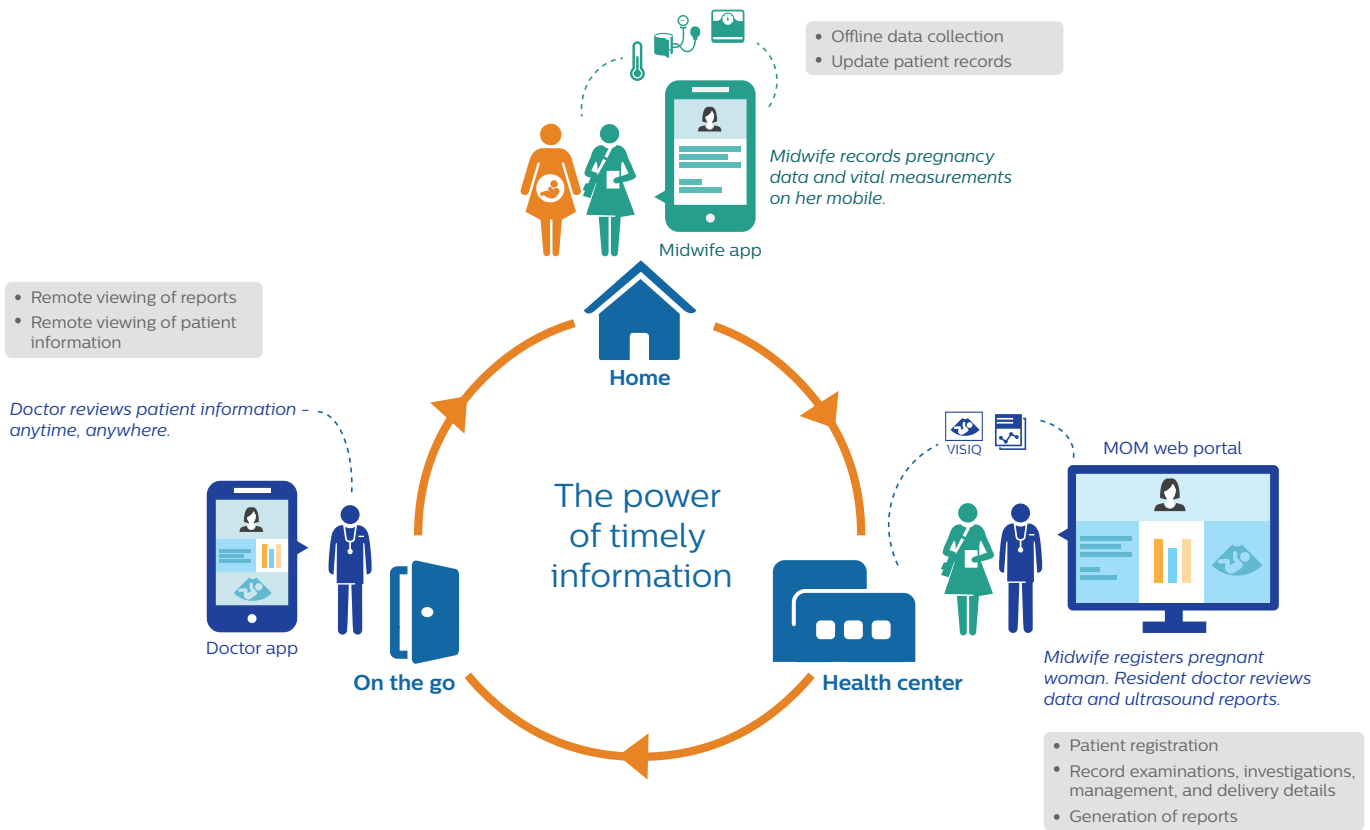 • Offline data collection
• Update patient records
Midwife records pregnancy
data and vital measurements
on her mobile.
Midwife app
• Remote viewing of reports
• Remote viewing of patient
information
Home
Doctor reviews patient information –
anytime, anywhere.
VISIQ
MOM web portal
The power
of timely
information
Doctor app
On the go
Health center
Midwife registers pregnant
woman. Resident doctor reviews
data and ultrasound reports.
• Patient registration
• Record examinations, investigations,
management, and delivery details
• Generation of reports